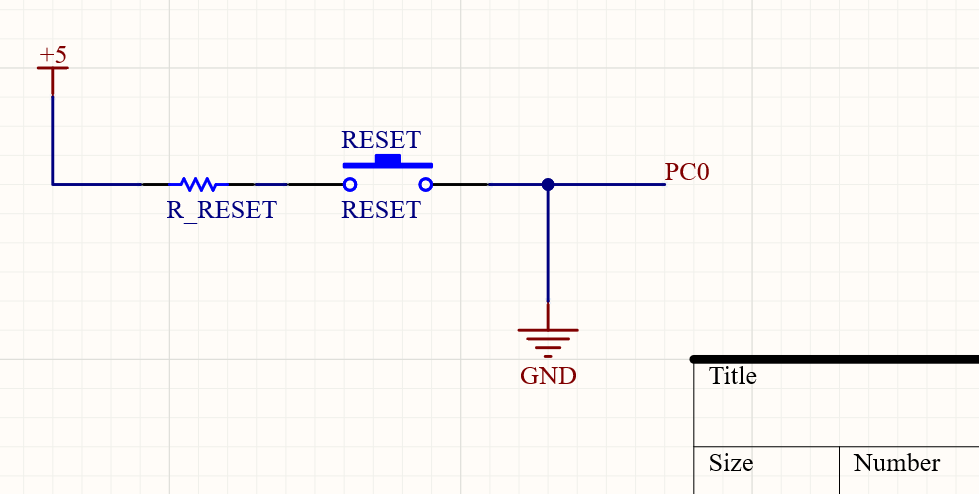 +5
RESET
PC0
R_RESET
RESET
GND
Title
Size
Number